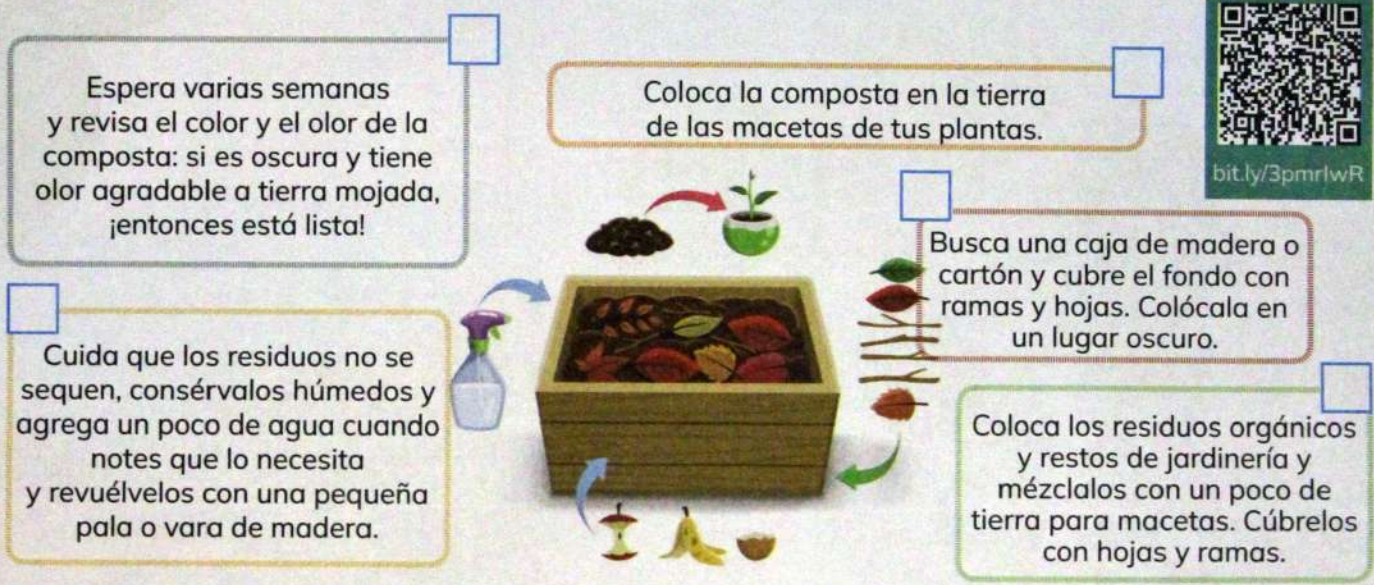 Espera varias semanas
y revisa el color y el olor de la
composta: si es oscura y tiene
olor agradable a tierra mojada,
¡entonces está lista!
Coloca la composta en la tierra
de las macetas de tus plantas.
bit.ly/3pmrlwR
Busca una caja de madera o
cartón y cubre el fondo con
ramas y hojas. Colócala en
un lugar oscuro.
Cuida que los residuos no se
sequen, consérvalos húmedos y
agrega un poco de agua cuando
notes que lo necesita
y revuélvelos con una pequeña
pala o vara de madera.
Coloca los residuos orgánicos
y restos de jardinería y
mézclalos con un poco de
tierra para macetas. Cúbrelos
con hojas y ramas.